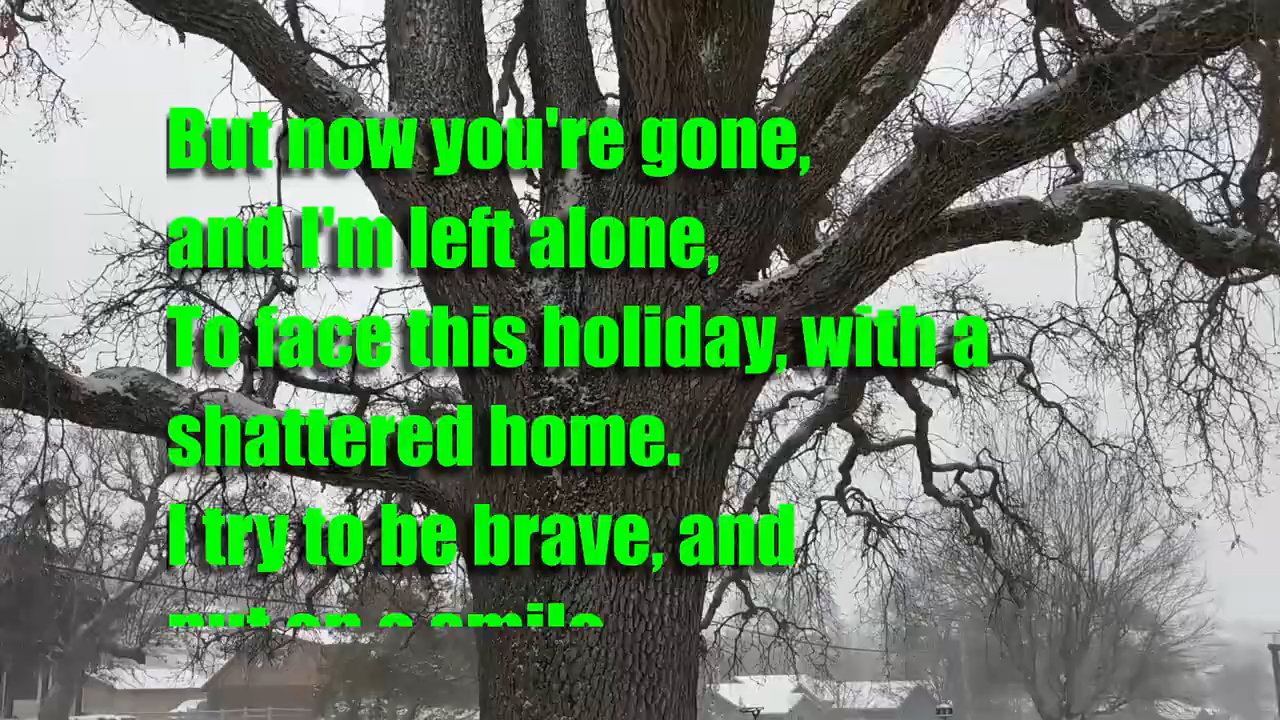 But now you're gone,
and I'm left alone,
To face this holiday, with a
shattered home.
I try to be brave, and
put on a smile